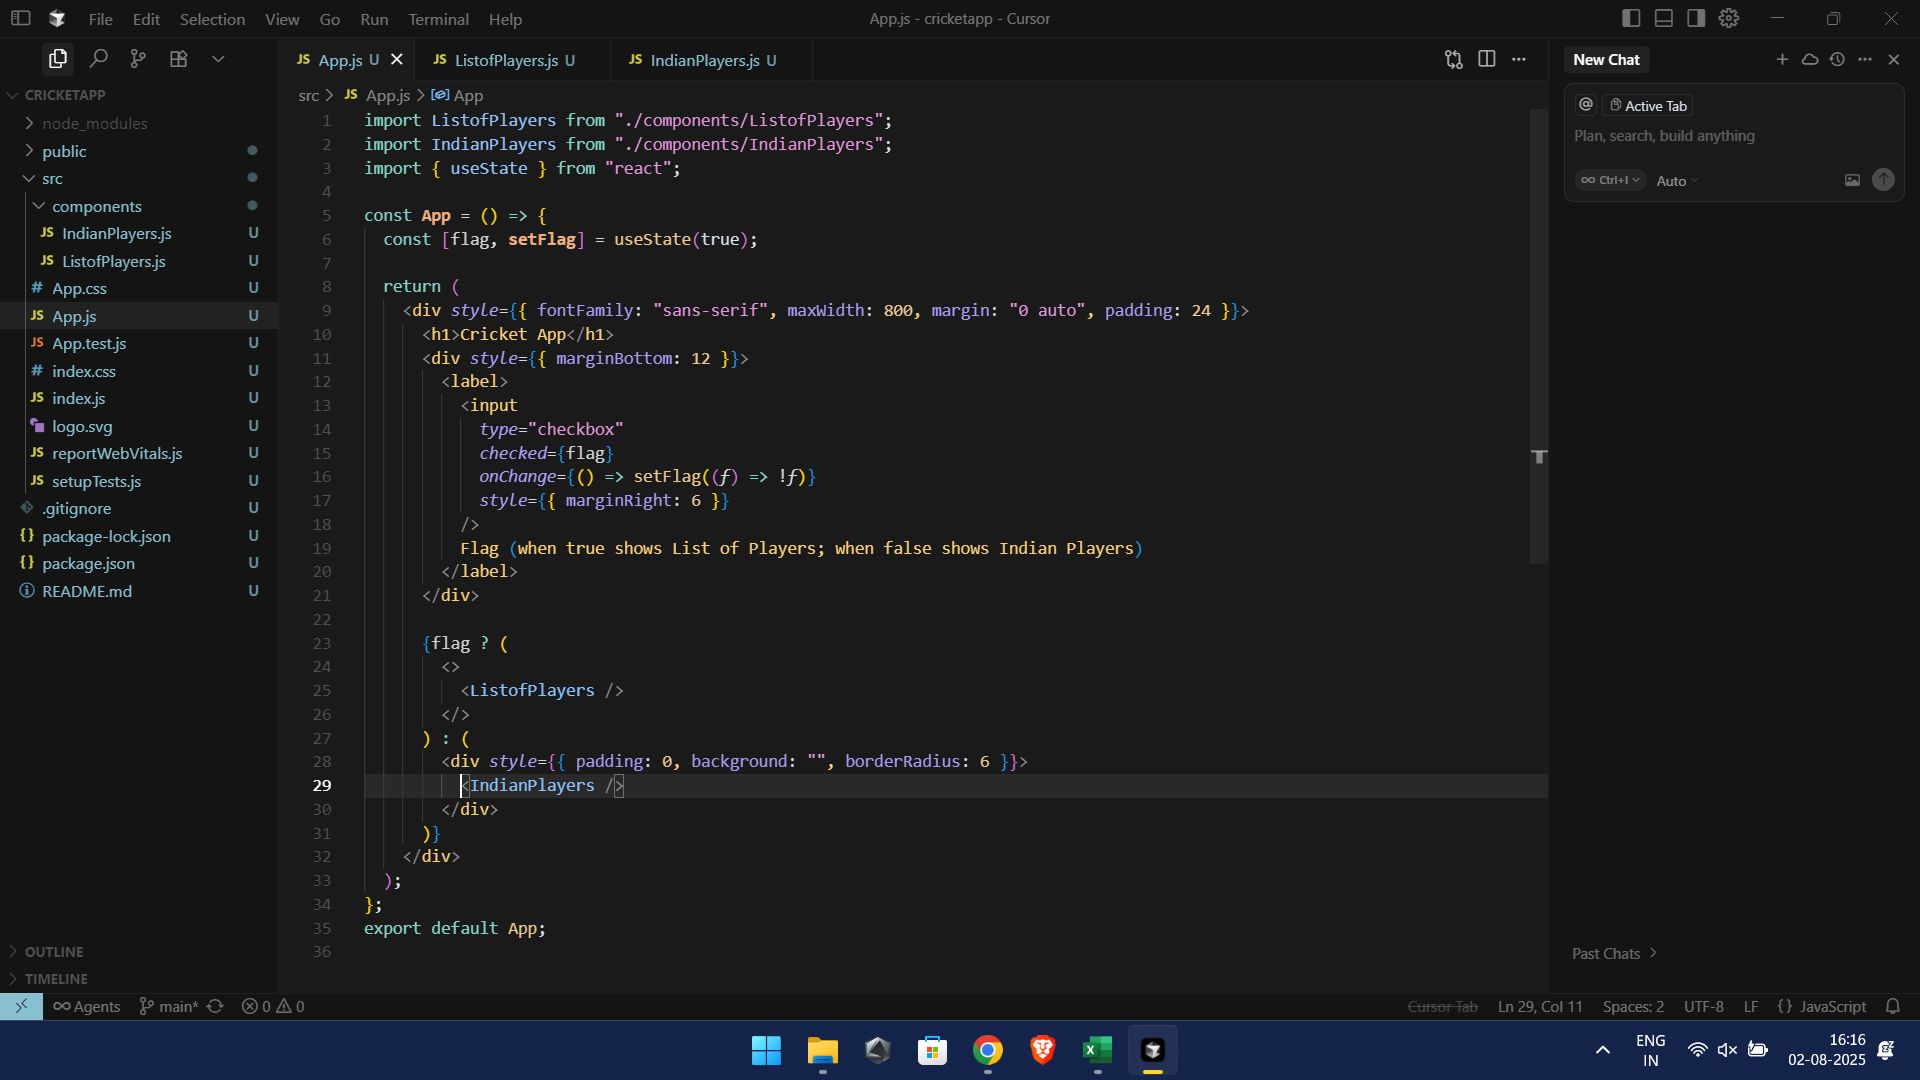 File Edit Selection View Go Run Terminal Help
App.js - cricketapp - Cursor
CRICKETAPP
node_modules
public
src
components
JS IndianPlayers.js U
JS ListofPlayers.js U
# App.css U
JS App.js U
JS App.test.js U
# index.css U
JS index.js U
logo.svg U
JS reportWebVitals.js U
JS setupTests.js U
.gitignore U
{} package-lock.json U
{} package.json U
README.md U
OUTLINE
TIMELINE
JS App.js U
JS ListofPlayers.js U
JS IndianPlayers.js U
src > JS App.js > App
1 import ListofPlayers from "./components/ListofPlayers";
2 import IndianPlayers from "./components/IndianPlayers";
3 import { useState } from "react";
4
5 const App = () => {
6 const [flag, setFlag] = useState(true);
7
8 return (
9 <div style={{ fontFamily: "sans-serif", maxWidth: 800, margin: "0 auto", padding: 24 }}>
10 <h1>Cricket App</h1>
11 <div style={{ marginBottom: 12 }}>
12 <label>
13 <input
14 type="checkbox"
15 checked={flag}
16 onChange={() => setFlag((f) => !f)}
17 style={{ marginRight: 6 }}
18 />
19 Flag (when true shows List of Players; when false shows Indian Players)
20 </label>
21 </div>
22
23 {flag ? (
24 <>
25 <ListofPlayers />
26 </>
27 ) : (
28 <div style={{ padding: 0, background: "", borderRadius: 6 }}>
29 <IndianPlayers />
30 </div>
31 )}
32 </div>
33 );
34 };
35 export default App;
36
New Chat
@ Active Tab
Plan, search, build anything
∞ Ctrl+I Auto
Past Chats >
Agents main* 0 0
Cursor Tab Ln 29, Col 11 Spaces: 2 UTF-8 LF {} JavaScript
ENG
IN
16:16
02-08-2025